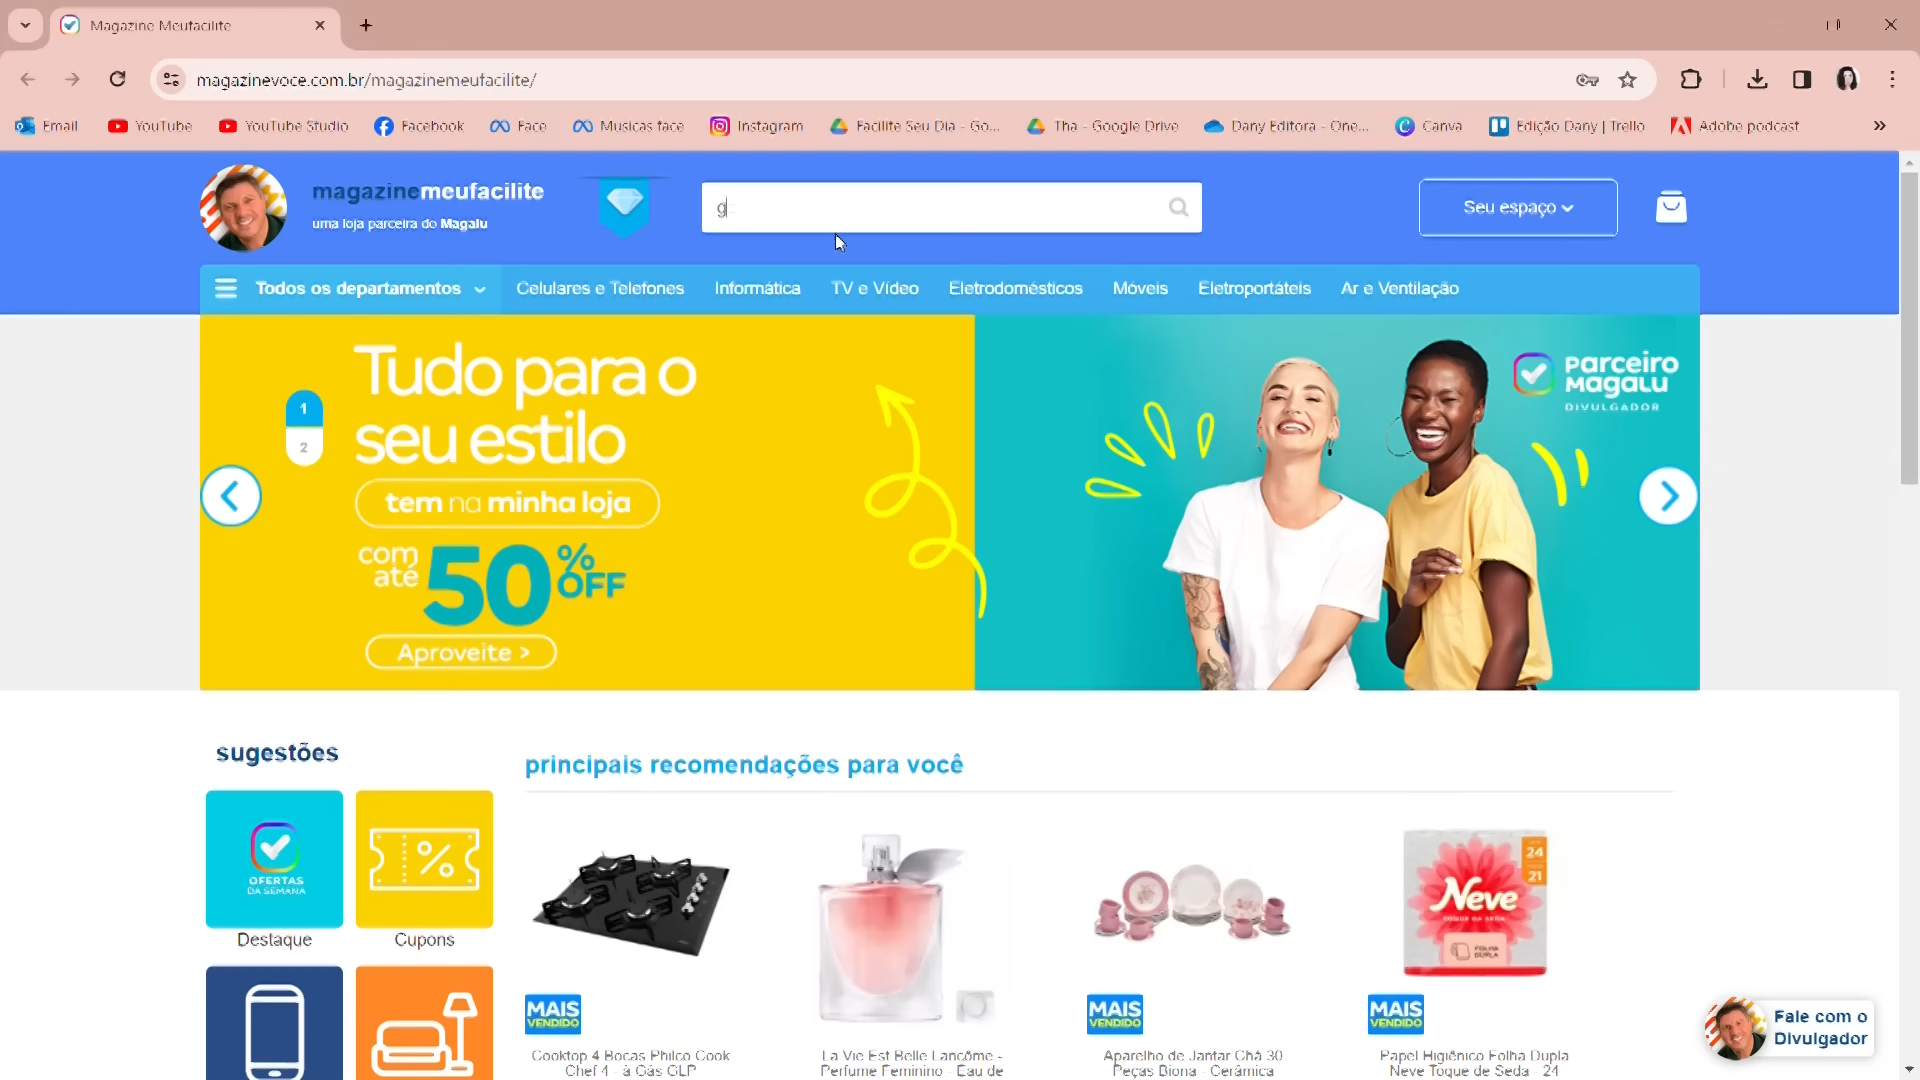 Magazine Meufacilite
magazinevoce.com.br/magazinemeufacilite/
Email YouTube YouTube Studio Facebook Face Musicas face Instagram Facilite Seu Dia - Go... Tha - Google Drive Dany Editora - One... Canva Edição Dany | Trello Adobe podcast
magazinemeufacilite
uma loja parceira do Magalu
g
Seu espaço
Todos os departamentos Celulares e Telefones Informática TV e Vídeo Eletrodomésticos Móveis Eletroportáteis Ar e Ventilação
Tudo para o
seu estilo
tem na minha loja
com até 50% OFF
Aproveite >
1
2
Parceiro
Magalu
DIVULGADOR
sugestões
principais recomendações para você
OFERTAS
DA SEMANA
Destaque
Cupons
MAIS
VENDIDO
Cooktop 4 Bocas Philco Cook
Chef 4 - à Gás GLP
La Vie Est Belle Lancôme -
Perfume Feminino - Eau de
MAIS
VENDIDO
Aparelho de Jantar Chá 30
Peças Biona - Cerâmica
24
21
Neve
TOQUE DA SEDA
FOLHA
DUPLA
MAIS
VENDIDO
Papel Higiênico Folha Dupla
Neve Toque de Seda - 24
Fale com o
Divulgador